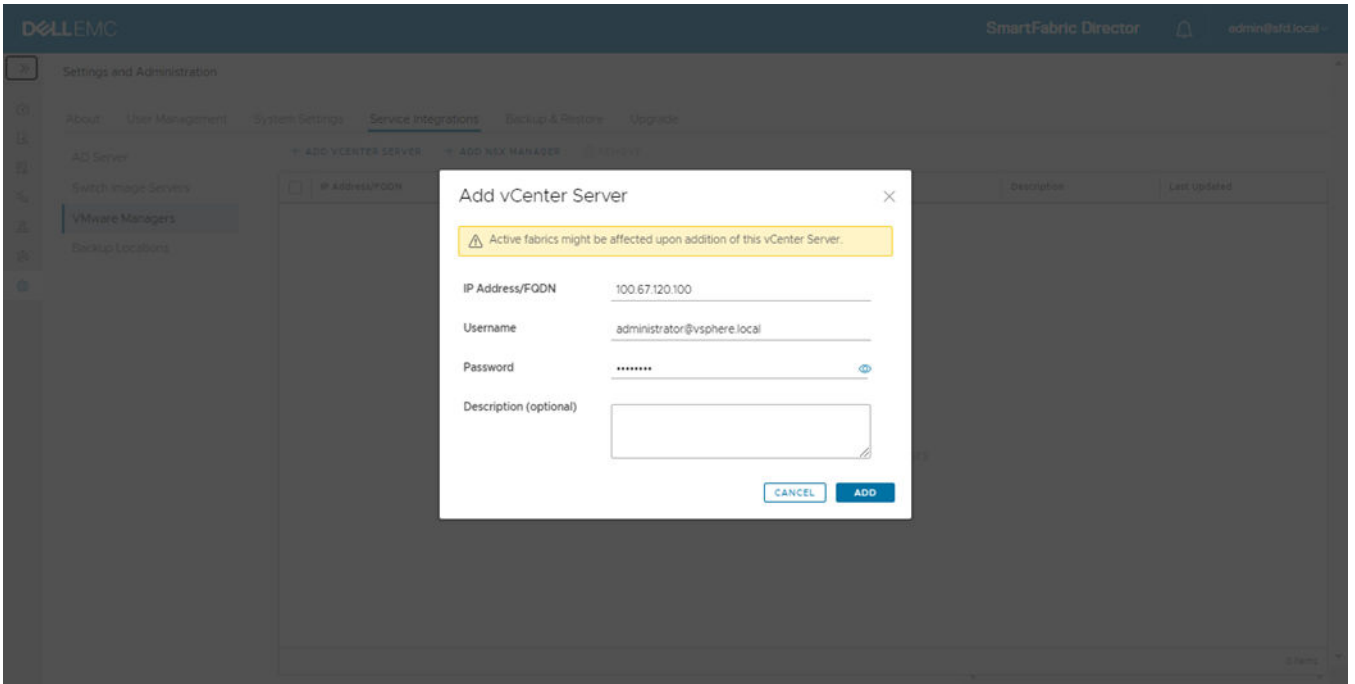 DELLEMC
SmartFabric Director
admin@sfd.local
Settings and Administration
About User Management System Settings Service Integrations Backup & Restore Upgrade
AD Server
+ ADD VCENTER SERVER + ADD NSX MANAGER REMOVE
Switch Image Servers
IP Address/FQDN
Description
Last Updated
VMware Managers
Backup Locations
Add vCenter Server
Active fabrics might be affected upon addition of this vCenter Server.
IP Address/FQDN 100.67.120.100
Username administrator@vsphere.local
Password ••••••••
Description (optional)
CANCEL ADD
0 items